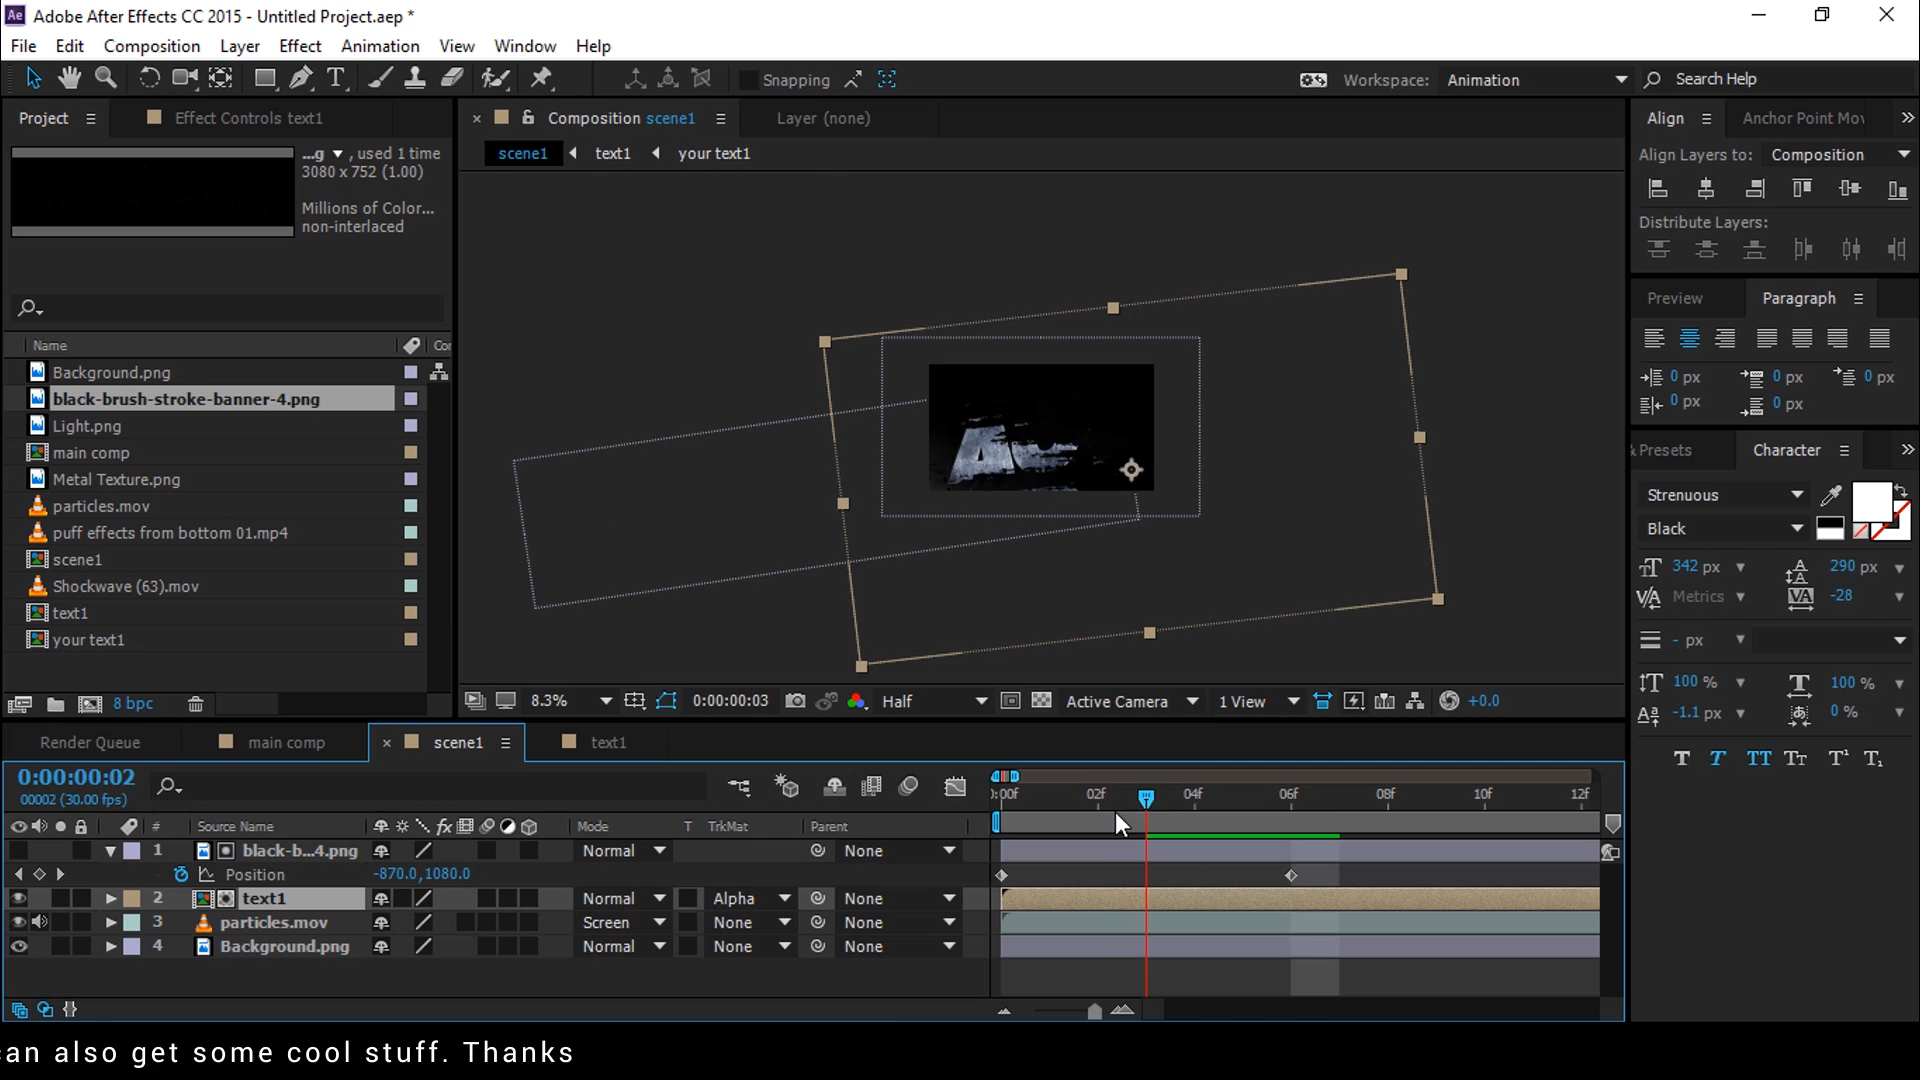 Adobe After Effects CC 2015 - Untitled Project.aep *
File Edit Composition Layer Effect Animation View Window Help
Snapping
Workspace: Animation
Search Help
Project
Effect Controls text1
...g ▼ , used 1 time
3080 x 752 (1.00)
Millions of Color...
non-interlaced
Name
Background.png
black-brush-stroke-banner-4.png
Light.png
main comp
Metal Texture.png
particles.mov
puff effects from bottom 01.mp4
scene1
Shockwave (63).mov
text1
your text1
8 bpc
Composition scene1
Layer (none)
scene1 text1 your text1
8.3%
0:00:00:03
Half
Active Camera
1 View
+0.0
Align
Anchor Point Mov
Align Layers to: Composition
Distribute Layers:
Preview Paragraph
0 px 0 px 0 px
0 px 0 px
Presets Character
Strenuous
Black
342 px 290 px
Metrics -28
- px
100 % 100 %
-1.1 px 0 %
Render Queue main comp scene1 text1
0:00:00:02
00002 (30.00 fps)
02f 04f 06f 08f 10f 12f
# Source Name Mode T TrkMat Parent
1 black-b...4.png Normal None
Position -870.0,1080.0
2 text1 Normal Alpha None
3 particles.mov Screen None None
4 Background.png Normal None None
can also get some cool stuff. Thanks